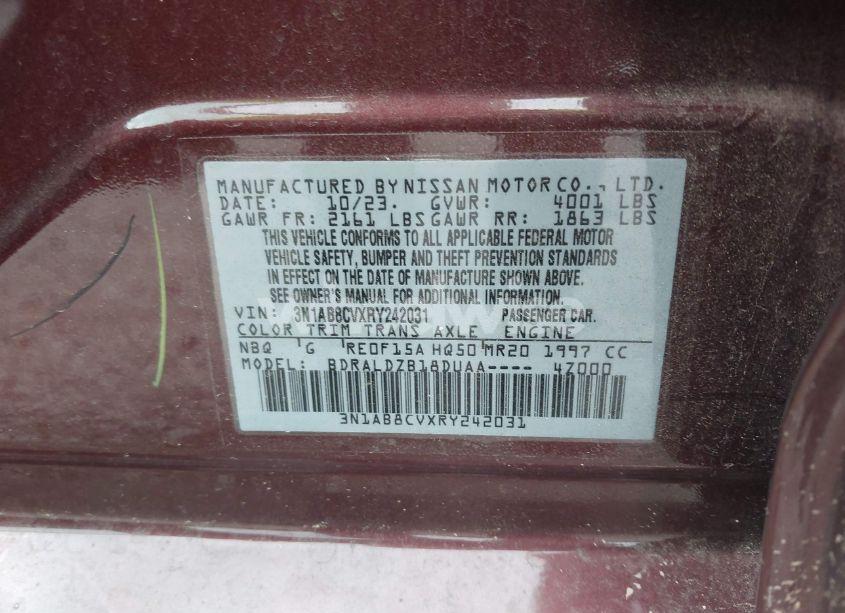 MANUFACTURED BY NISSAN MOTOR CO., LTD.
DATE: 10/23. GVWR: 4001 LBS
GAWR FR: 2161 LBS GAWR RR: 1863 LBS
THIS VEHICLE CONFORMS TO ALL APPLICABLE FEDERAL MOTOR
VEHICLE SAFETY, BUMPER AND THEFT PREVENTION STANDARDS
IN EFFECT ON THE DATE OF MANUFACTURE SHOWN ABOVE.
SEE OWNER'S MANUAL FOR ADDITIONAL INFORMATION.
VIN: 3N1AB8CVXRY242031 PASSENGER CAR.
COLOR TRIM TRANS AXLE ENGINE
NBQ G RE0F15A HQ50 MR20 1997 CC
MODEL: BDRALDZB18DUAA---- 4Z000
3N1AB8CVXRY242031